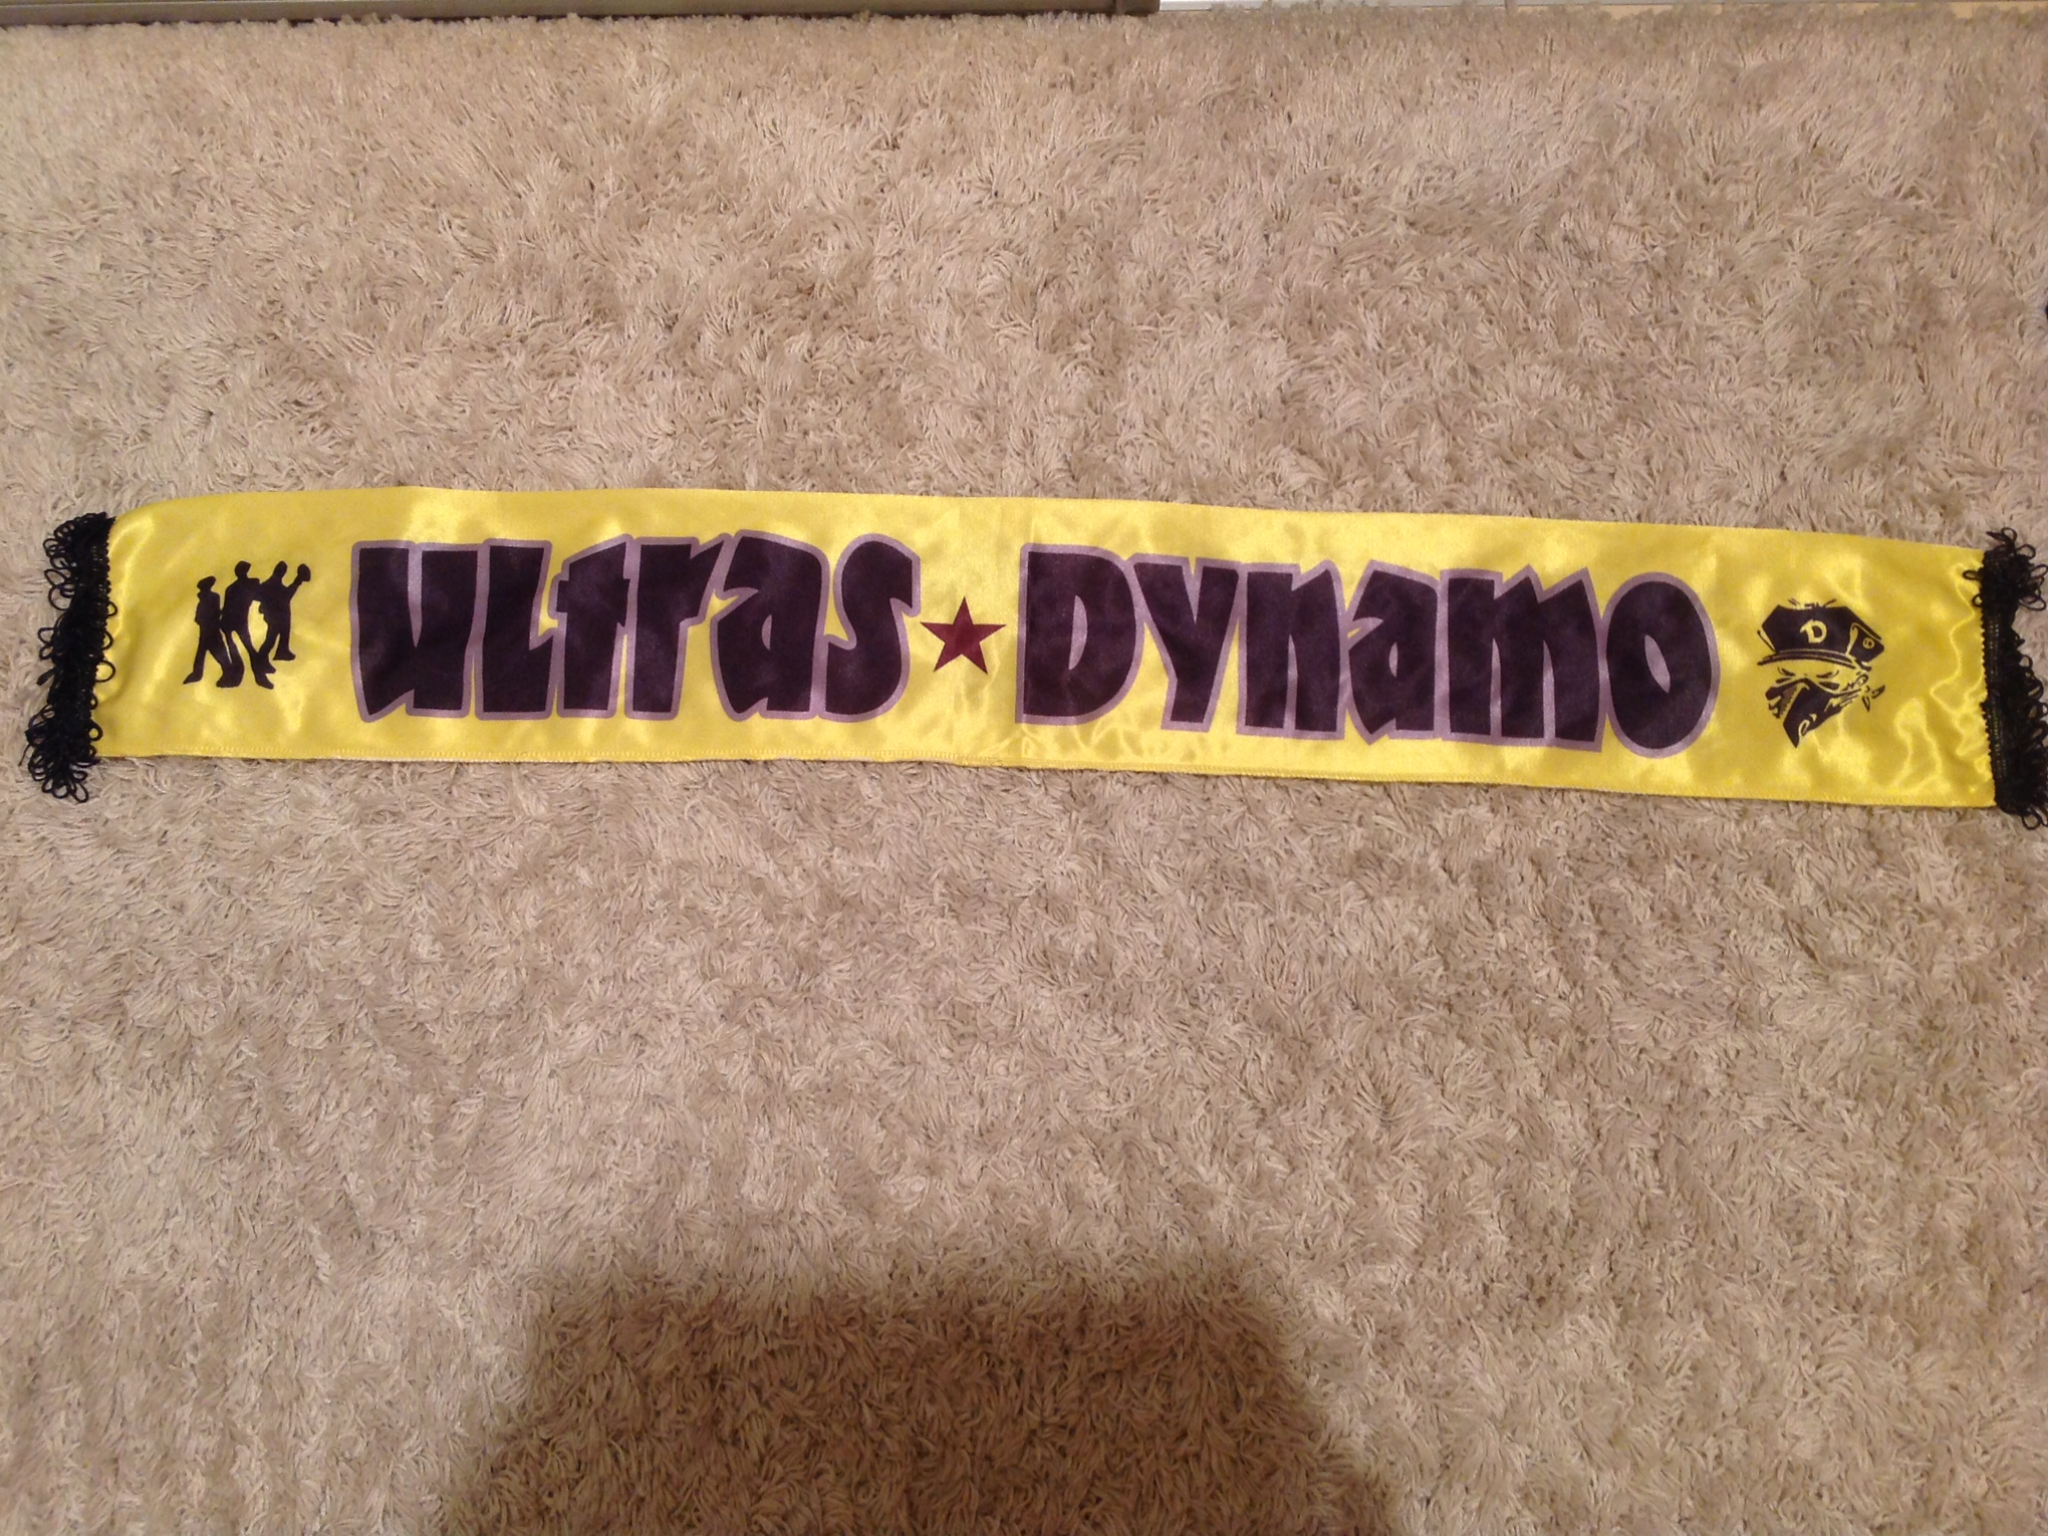 ultras ★ Dynamo
D